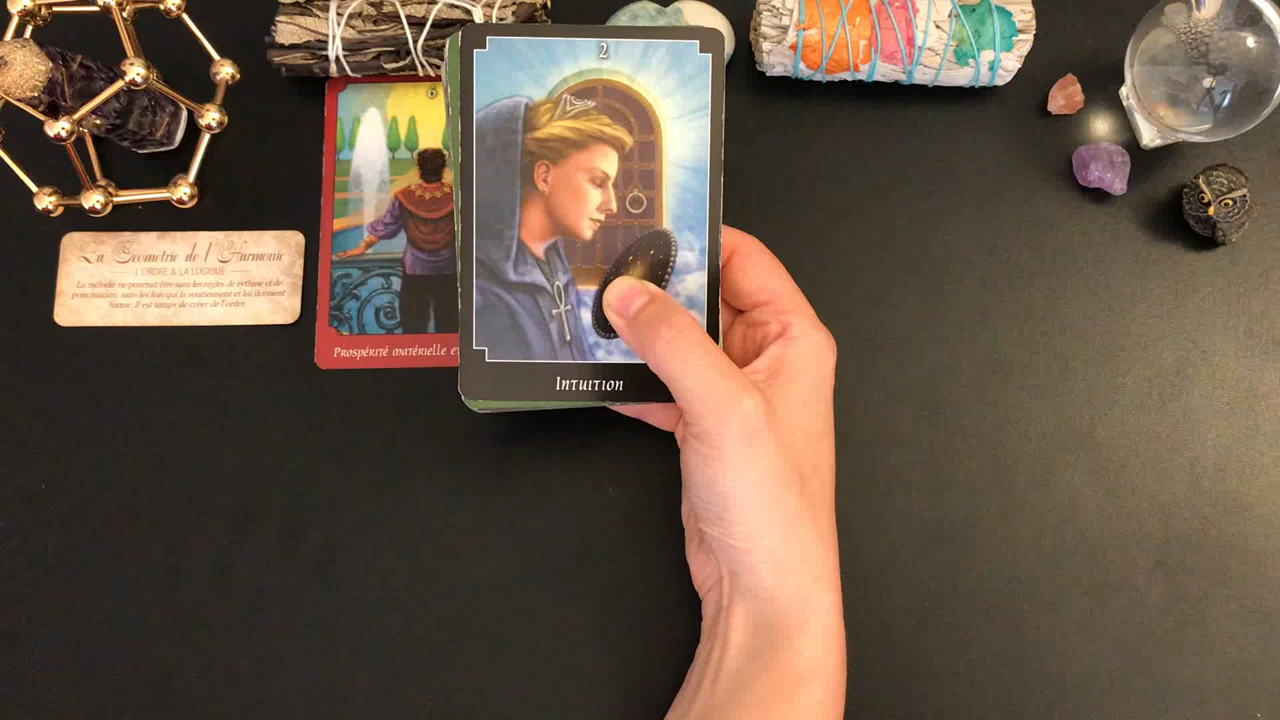 La Geometrie de l'Harmonie
L'ORDRE & LA LOGIQUE
La mélodie ne pourrait être sans les règles de rythme et de
ponctuation, sans les lois qui la soutiennent et lui donnent
forme. Il est temps de créer de l'ordre.
6
Prospérité matérielle e
2
Intuition